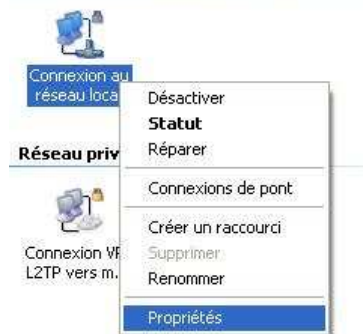 Connexion au
réseau loca
Désactiver
Statut
Réparer
Réseau priv
Connexions de pont
Créer un raccourci
Connexion
Supprimer
L2TP vers m.
Renommer
Propriétés